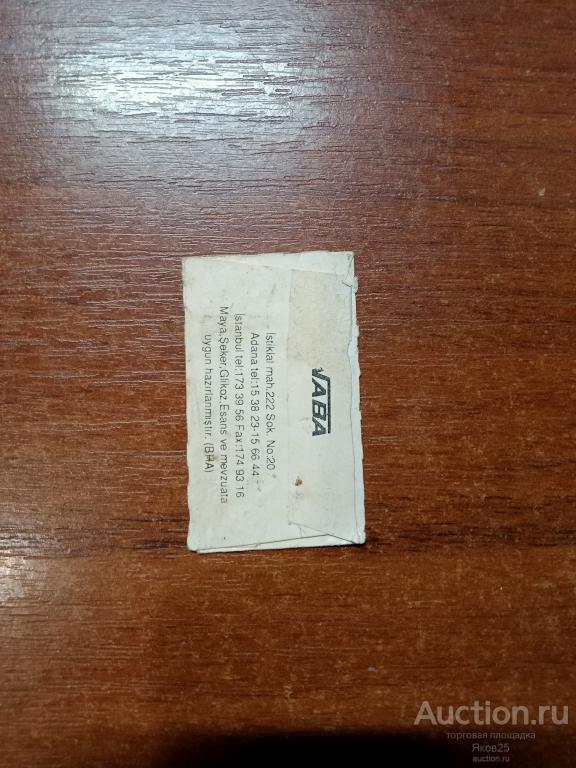 VABA
İstiklal mah.222 Sok. No:20
Adana tel:15 38 23-15 66 44
İstanbul tel:173 39 56 Fax:174 93 16
Maya,Şeker,Glikoz,Esans ve mevzuata
uygun hazırlanmıştır. (BHA)
Auction.ru
торговая площадка
Яков25
auction.ru